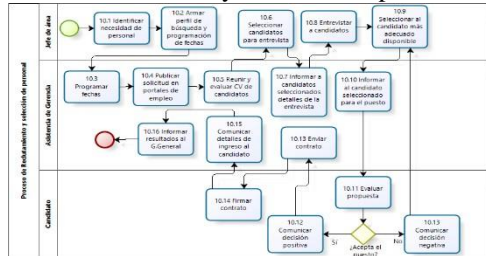 Proceso de Reclutamiento y selección de personal
Jefe de área
10.1 Identificar
necesidad de
personal
10.2 Armar
perfil de
búsqueda y
programación
de fechas
10.6
Seleccionar
candidatos
para entrevista
10.8 Entrevistar
a candidatos
10.9
Seleccionar al
candidato más
adecuado
disponible
Asistencia de Gerencia
10.3
Programar
fechas
10.4 Publicar
solicitud en
portales de
empleo
10.5 Reunir y
evaluar CV de
candidatos
10.7 Informar a
candidatos
seleccionados
detalles de la
entrevista
10.10 Informar
al candidato
seleccionado
para el puesto
10.16 Informar
resultados al
G.General
10.15
Comunicar
detalles de
ingreso al
candidato
10.13 Enviar
contrato
Candidato
10.14 Firmar
contrato
10.12
Comunicar
decisión
positiva
10.11 Evaluar
propuesta
Sí
¿Acepta el
puesto?
No
10.13
Comunicar
decisión
negativa